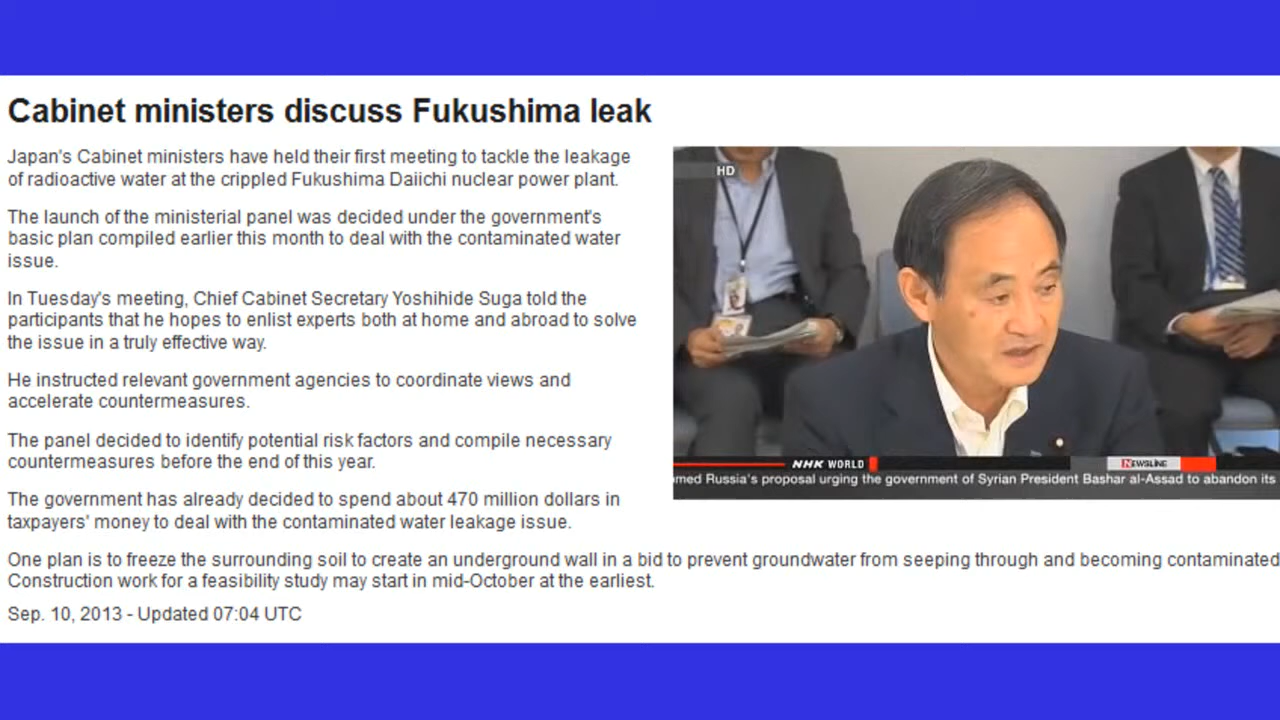 Cabinet ministers discuss Fukushima leak
Japan's Cabinet ministers have held their first meeting to tackle the leakage
of radioactive water at the crippled Fukushima Daiichi nuclear power plant.
The launch of the ministerial panel was decided under the government's
basic plan compiled earlier this month to deal with the contaminated water
issue.
In Tuesday's meeting, Chief Cabinet Secretary Yoshihide Suga told the
participants that he hopes to enlist experts both at home and abroad to solve
the issue in a truly effective way.
He instructed relevant government agencies to coordinate views and
accelerate countermeasures.
The panel decided to identify potential risk factors and compile necessary
countermeasures before the end of this year.
The government has already decided to spend about 470 million dollars in
taxpayers' money to deal with the contaminated water leakage issue.
One plan is to freeze the surrounding soil to create an underground wall in a bid to prevent groundwater from seeping through and becoming contaminated
Construction work for a feasibility study may start in mid-October at the earliest.
Sep. 10, 2013 - Updated 07:04 UTC
HD
NHK WORLD
NEWSLINE
med Russia's proposal urging the government of Syrian President Bashar al-Assad to abandon its